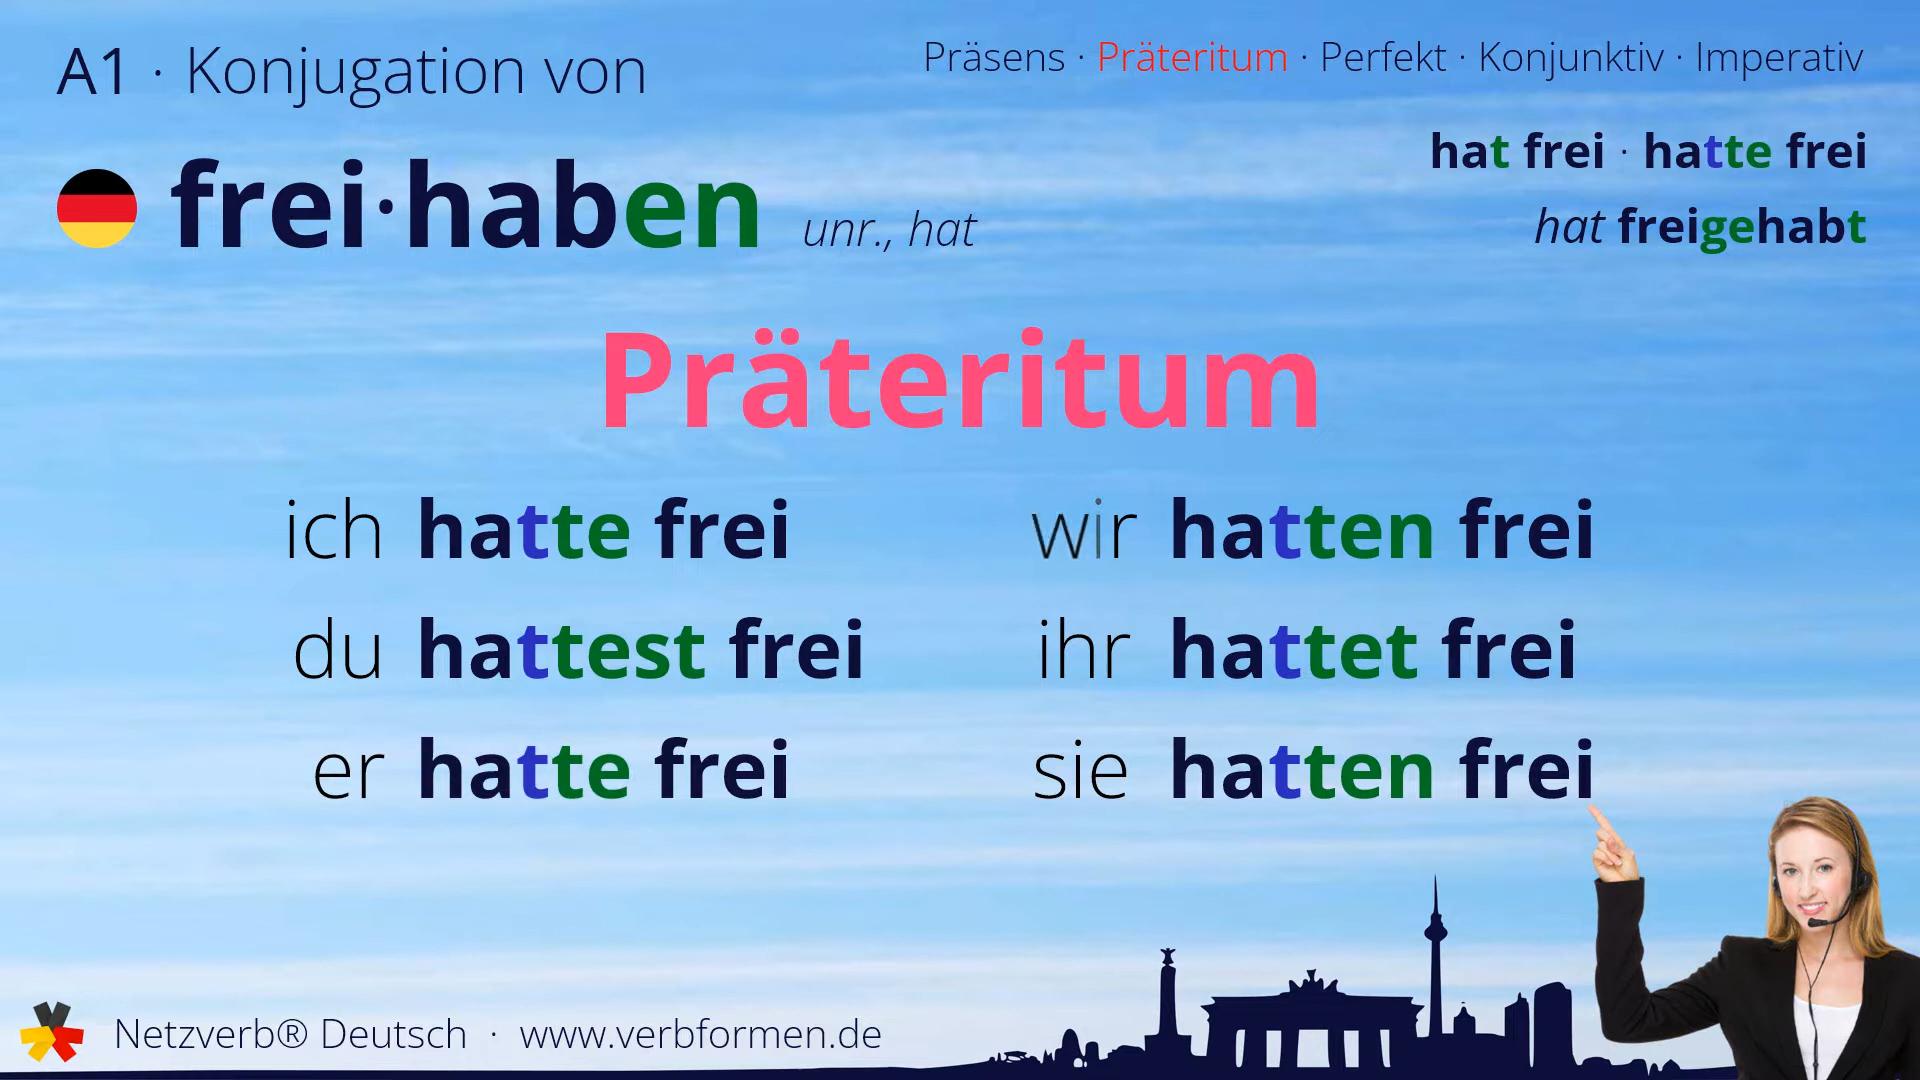 A1 · Konjugation von
Präsens · Präteritum · Perfekt · Konjunktiv · Imperativ
frei·haben unr., hat
hat frei · hatte frei
hat freigehabt
Präteritum
ich hatte frei
du hattest frei
er hatte frei
wir hatten frei
ihr hattet frei
sie hatten frei
Netzverb® Deutsch · www.verbformen.de